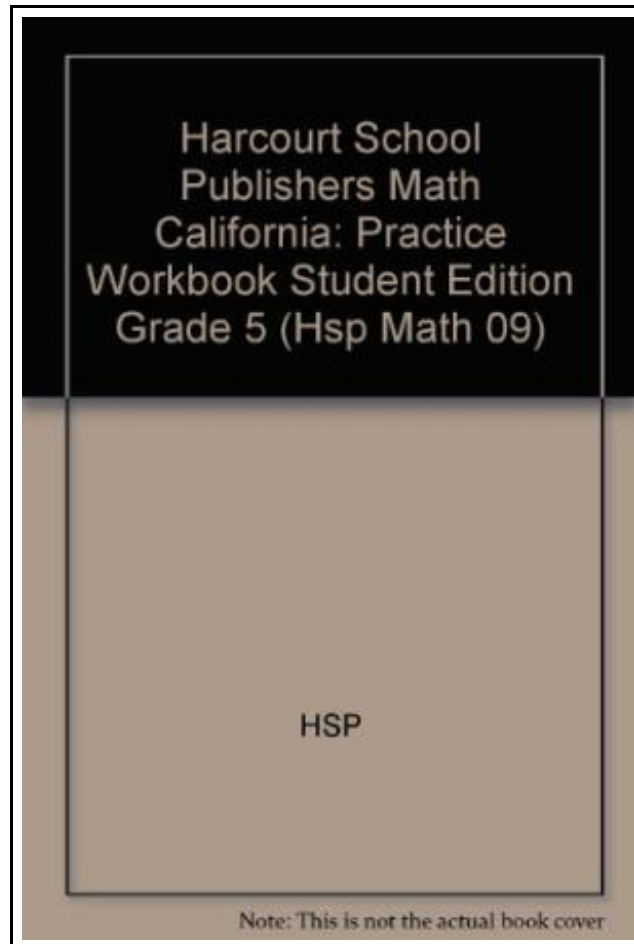 Harcourt School
Publishers Math
California: Practice
Workbook Student Edition
Grade 5 (Hsp Math 09)
HSP
Note: This is not the actual book cover